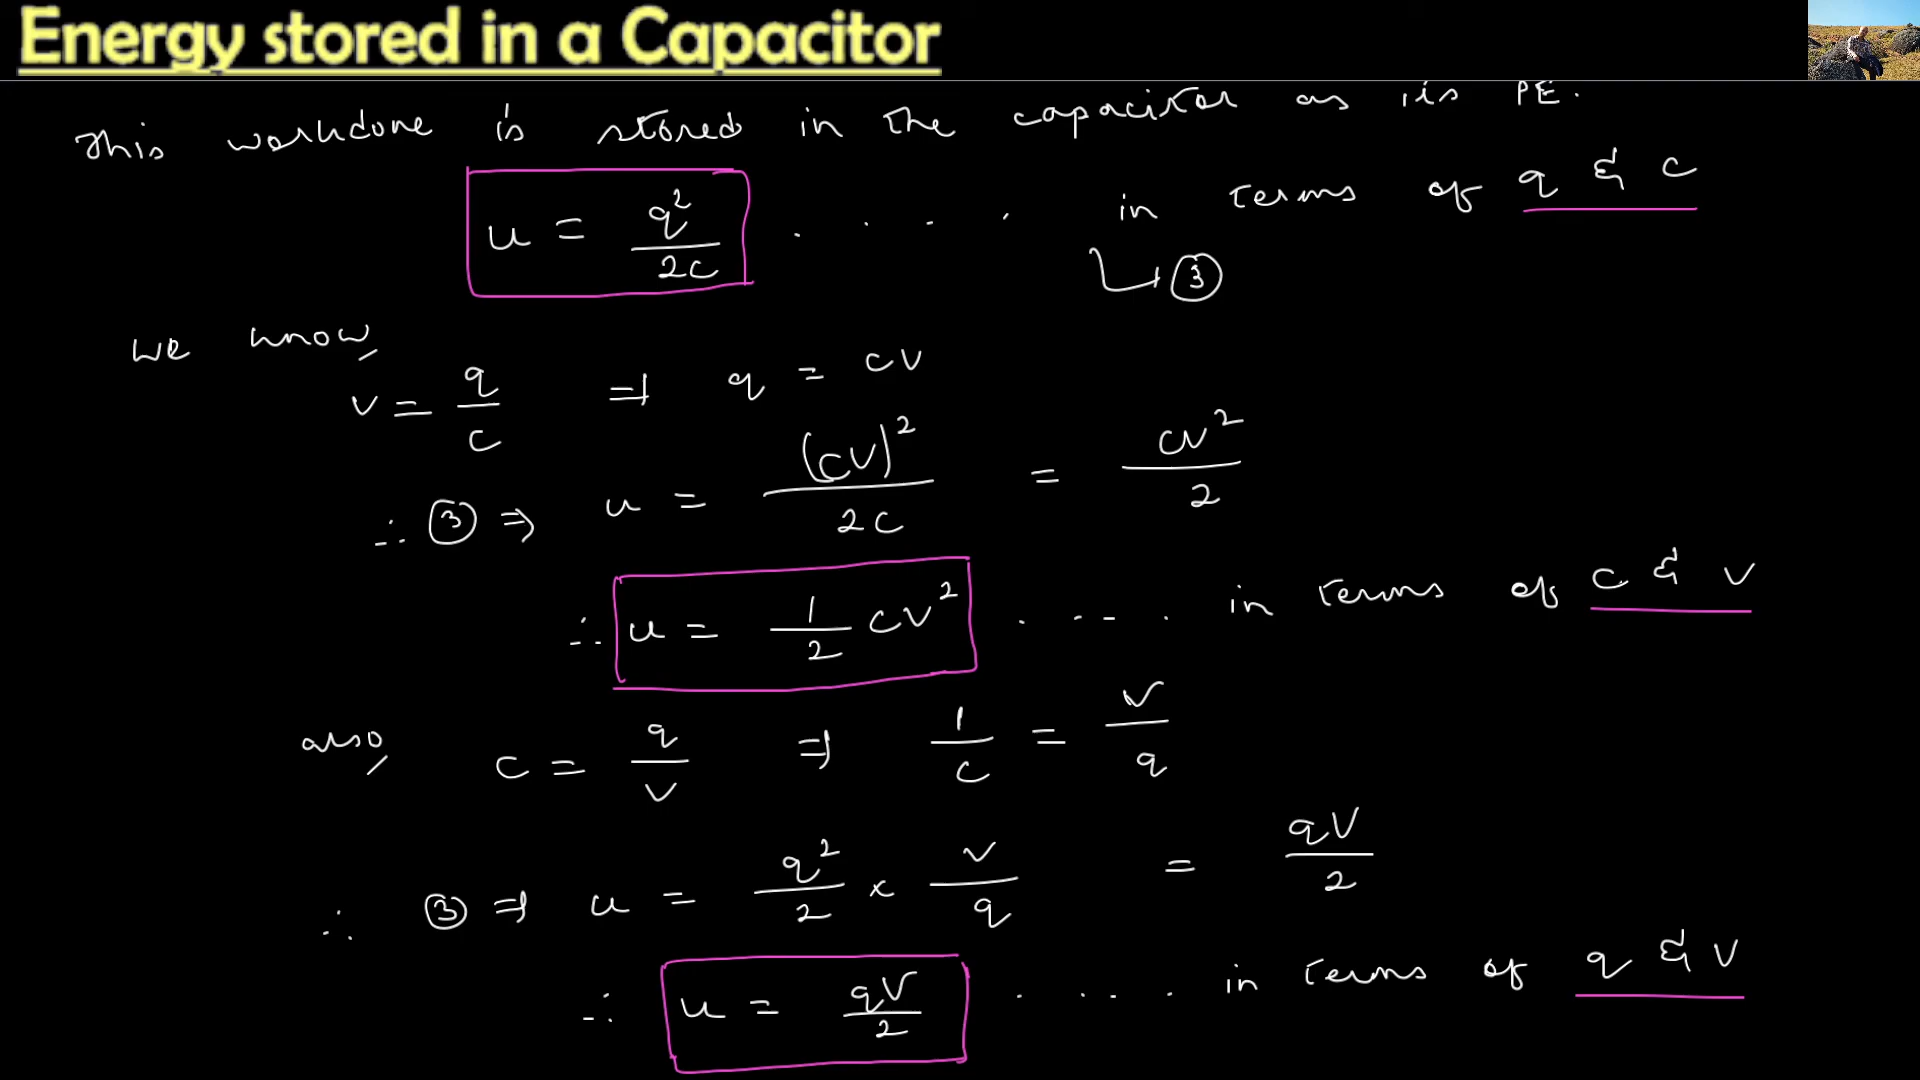 Energy stored in a Capacitor
This workdone is stored in the capacitor as its PE.
u = q²/2c . . . . in terms of q & c
↳ ③
we know,
v = q/c ⇒ q = cv
∴ ③ ⇒ u = (cv)²/2c = cv²/2
∴ u = 1/2 cv² . . . . in terms of c & v
also, c = q/v ⇒ 1/c = v/q
∴ ③ ⇒ u = q²/2 × v/q = qV/2
∴ u = qV/2 . . . . in terms of q & v